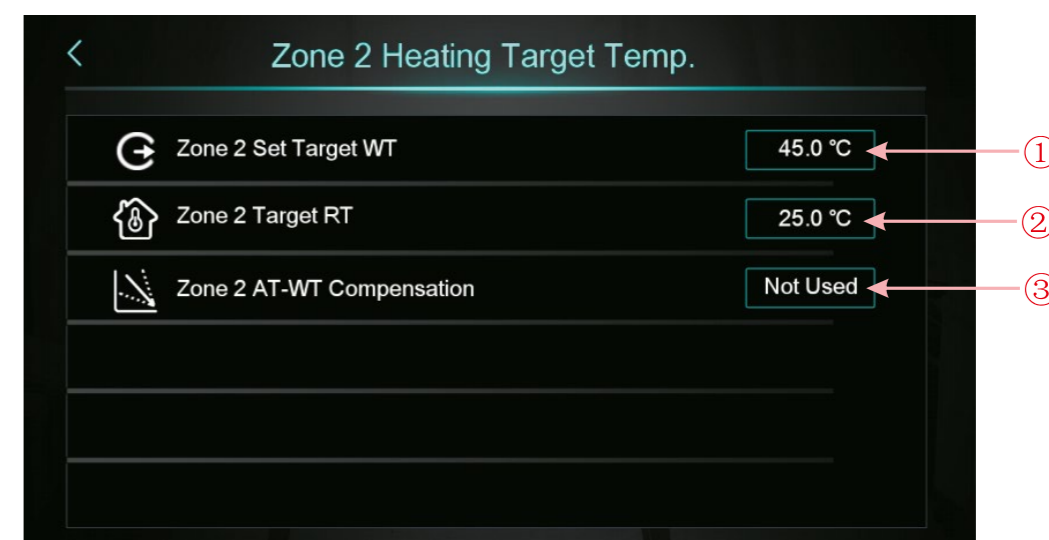 Zone 2 Heating Target Temp.
Zone 2 Set Target WT 45.0 ℃ ①
Zone 2 Target RT 25.0 ℃ ②
Zone 2 AT-WT Compensation Not Used ③